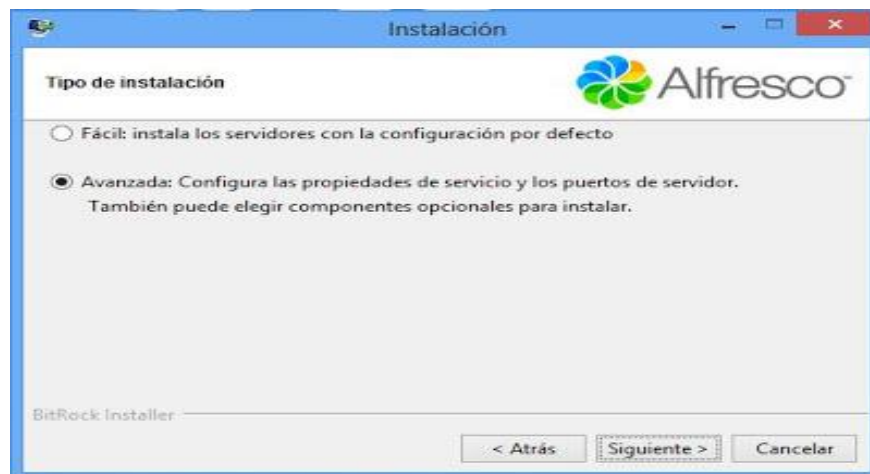 Instalación
Tipo de instalación
Alfresco
Fácil: instala los servidores con la configuración por defecto
Avanzada: Configura las propiedades de servicio y los puertos de servidor.
También puede elegir componentes opcionales para instalar.
BitRock Installer
< Atrás
Siguiente >
Cancelar